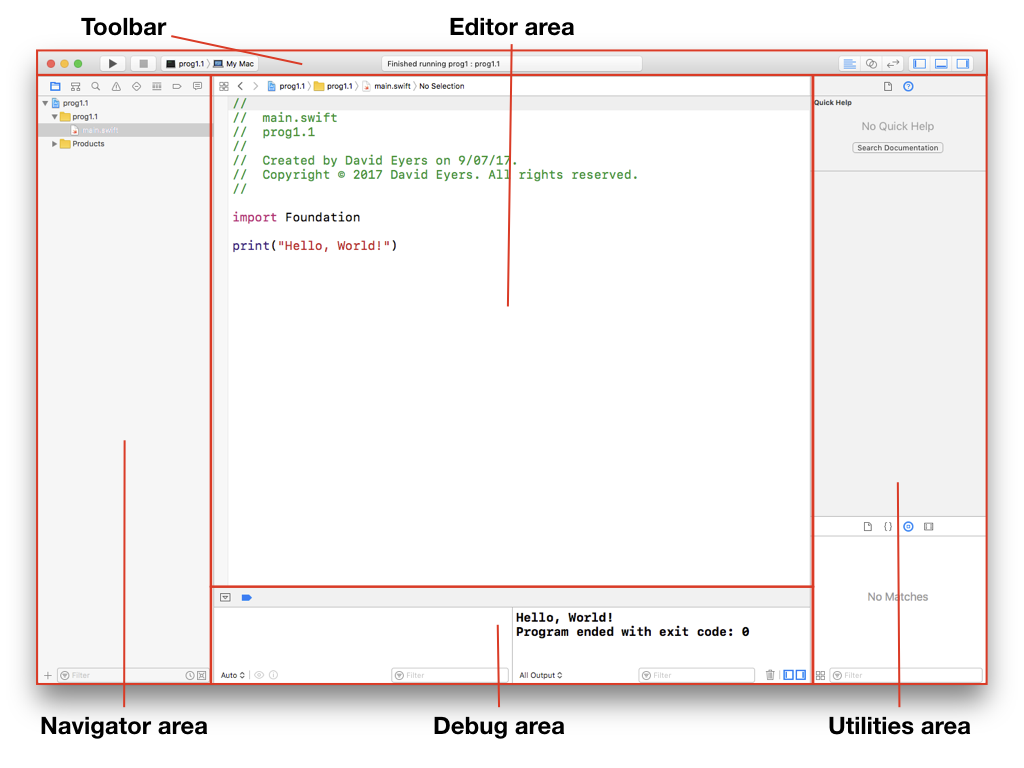 Toolbar
Editor area
prog1.1 My Mac
Finished running prog1 : prog1.1
prog1.1 prog1.1 main.swift No Selection
prog1.1
prog1.1
main.swift
Products
//
// main.swift
// prog1.1
//
// Created by David Eyers on 9/07/17.
// Copyright © 2017 David Eyers. All rights reserved.
//
import Foundation
print("Hello, World!")
Quick Help
No Quick Help
Search Documentation
No Matches
Hello, World!
Program ended with exit code: 0
Filter
Auto
Filter
All Output
Filter
Filter
Navigator area
Debug area
Utilities area